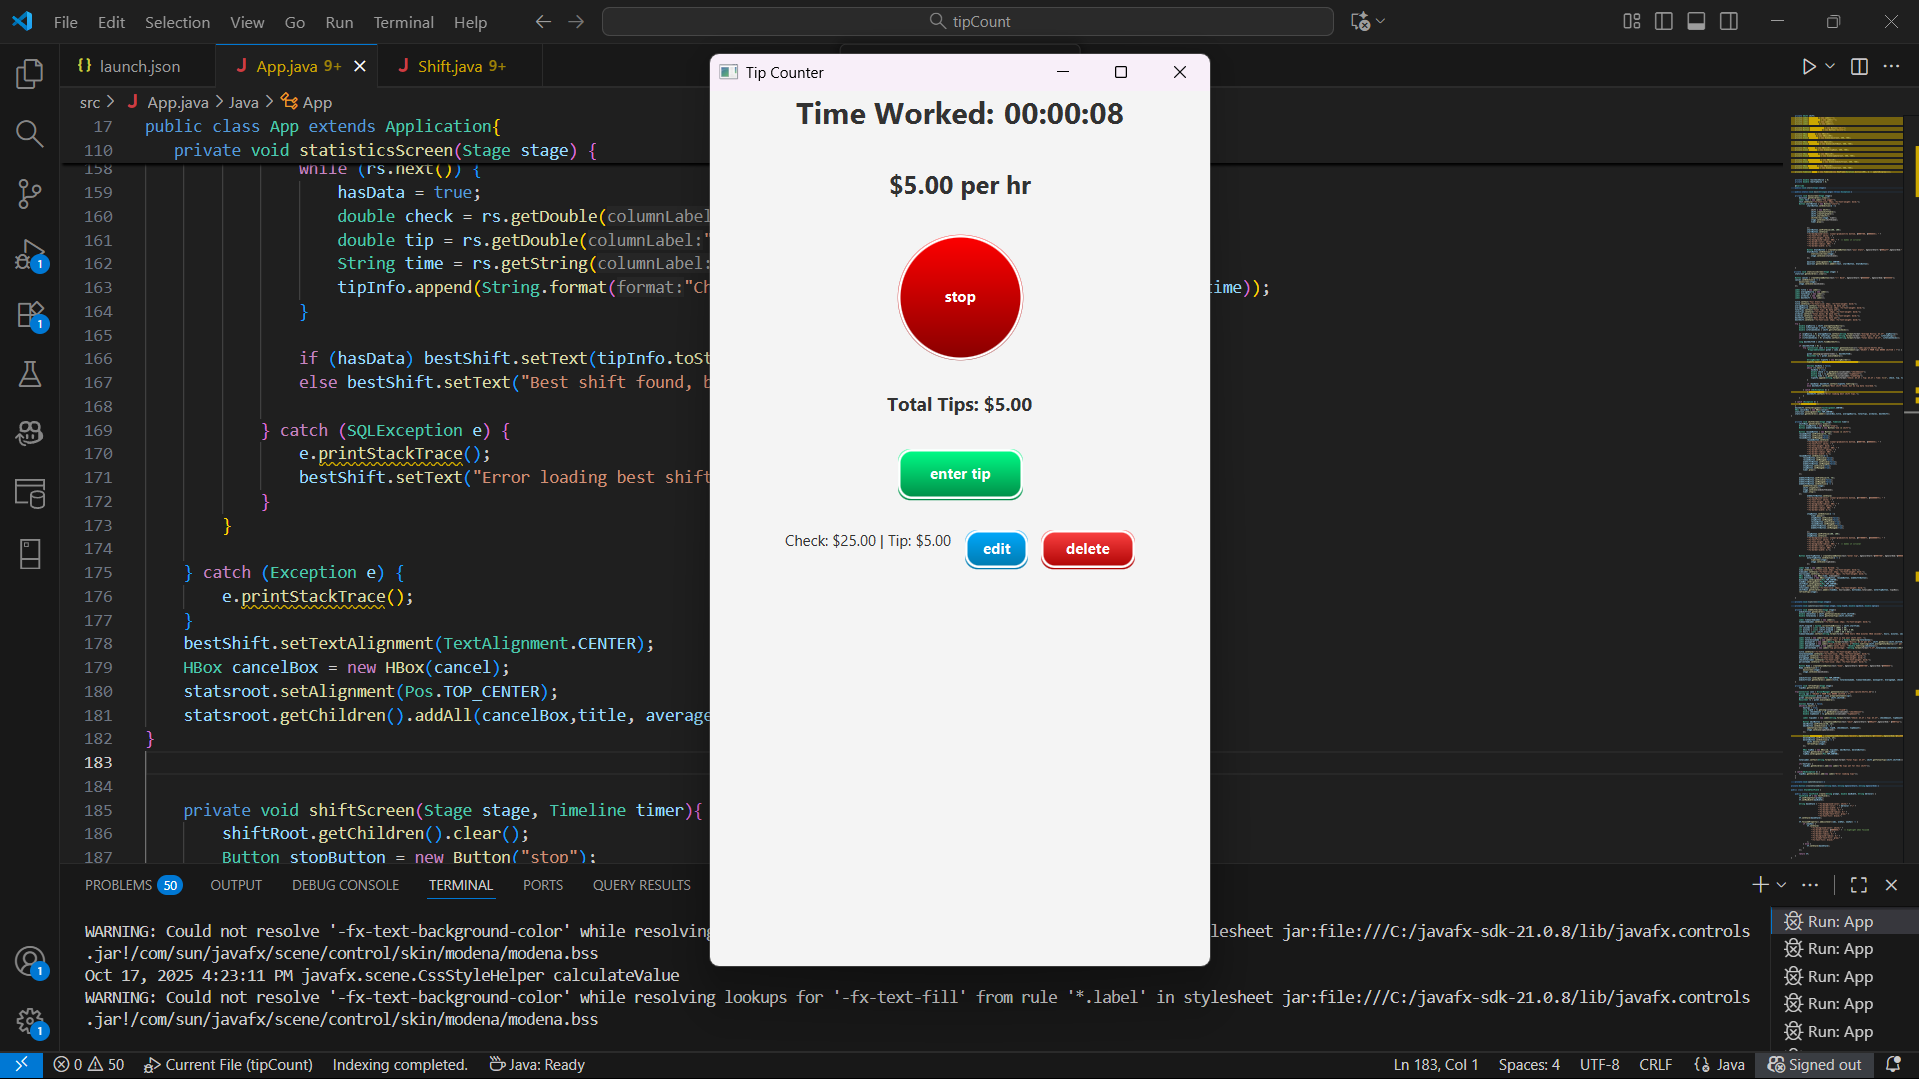 File Edit Selection View Go Run Terminal Help
tipCount
{} launch.json
J App.java 9+
J Shift.java 9+
src > J App.java > Java > App
17 public class App extends Application{
110 private void statisticsScreen(Stage stage) {
158 while (rs.next()) {
159 hasData = true;
160 double check = rs.getDouble(columnLabel
161 double tip = rs.getDouble(columnLabel:"
162 String time = rs.getString(columnLabel:
163 tipInfo.append(String.format(format:"Ch time));
164 }
165
166 if (hasData) bestShift.setText(tipInfo.toSt
167 else bestShift.setText("Best shift found, b
168
169 } catch (SQLException e) {
170 e.printStackTrace();
171 bestShift.setText("Error loading best shift
172 }
173 }
174
175 } catch (Exception e) {
176 e.printStackTrace();
177 }
178 bestShift.setTextAlignment(TextAlignment.CENTER);
179 HBox cancelBox = new HBox(cancel);
180 statsroot.setAlignment(Pos.TOP_CENTER);
181 statsroot.getChildren().addAll(cancelBox,title, average
182 }
183
184
185 private void shiftScreen(Stage stage, Timeline timer){
186 shiftRoot.getChildren().clear();
187 Button stopButton = new Button("stop");
Tip Counter
Time Worked: 00:00:08
$5.00 per hr
stop
Total Tips: $5.00
enter tip
Check: $25.00 | Tip: $5.00
edit
delete
PROBLEMS 50 OUTPUT DEBUG CONSOLE TERMINAL PORTS QUERY RESULTS
WARNING: Could not resolve '-fx-text-background-color' while resolving lesheet jar:file:///C:/javafx-sdk-21.0.8/lib/javafx.controls
.jar!/com/sun/javafx/scene/control/skin/modena/modena.bss
Oct 17, 2025 4:23:11 PM javafx.scene.CssStyleHelper calculateValue
WARNING: Could not resolve '-fx-text-background-color' while resolving lookups for '-fx-text-fill' from rule '*.label' in stylesheet jar:file:///C:/javafx-sdk-21.0.8/lib/javafx.controls
.jar!/com/sun/javafx/scene/control/skin/modena/modena.bss
Run: App
Run: App
Run: App
Run: App
Run: App
1
1
1
1
0 50 Current File (tipCount) Indexing completed. Java: Ready
Ln 183, Col 1 Spaces: 4 UTF-8 CRLF {} Java Signed out